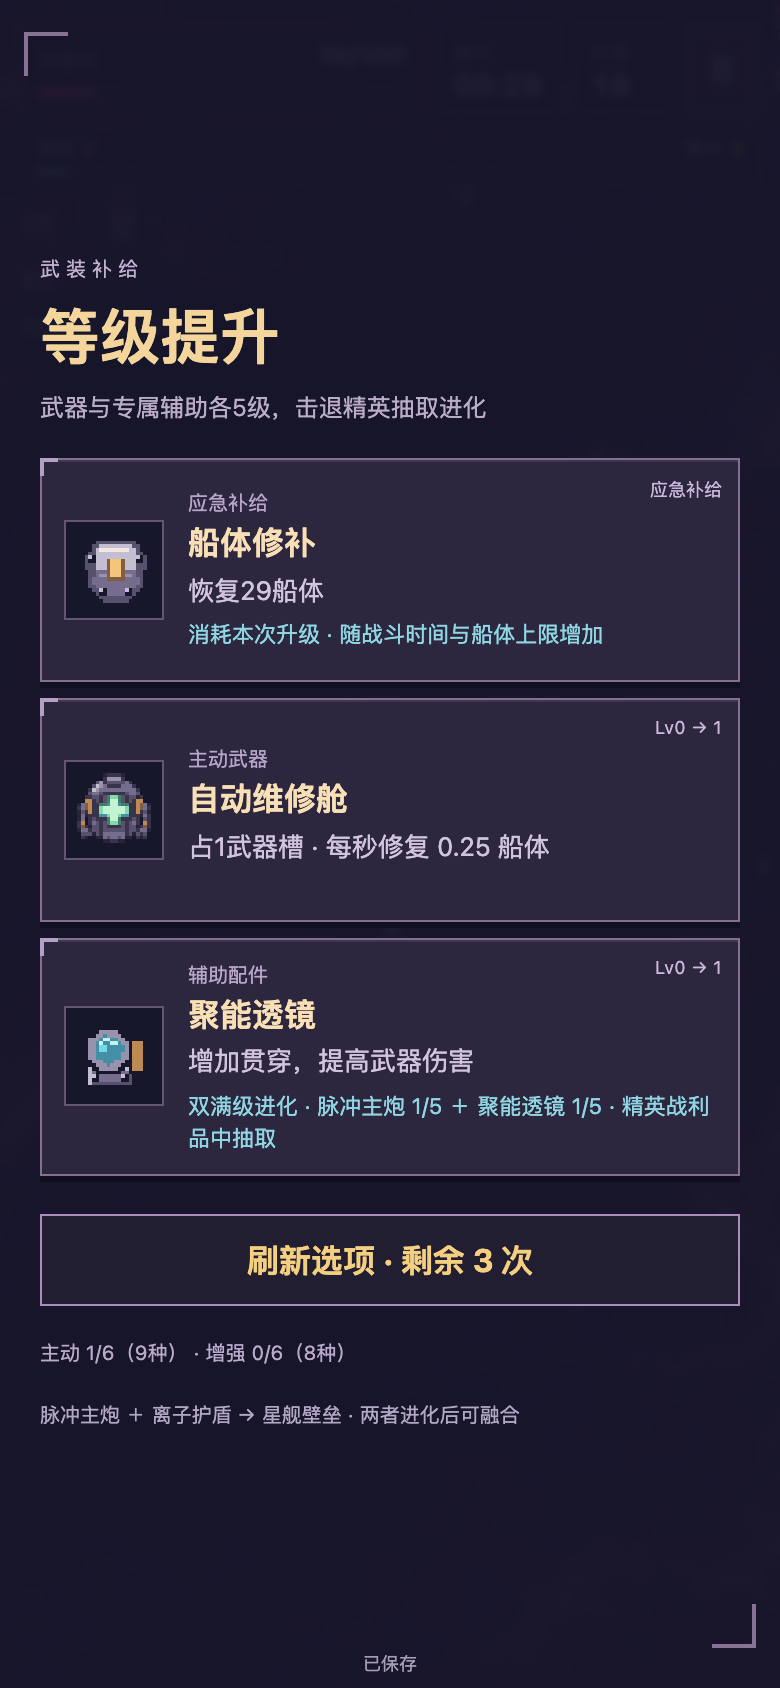 武装补给
等级提升
武器与专属辅助各5级，击退精英抽取进化
应急补给
应急补给
船体修补
恢复29船体
消耗本次升级 · 随战斗时间与船体上限增加
Lv0 → 1
主动武器
自动维修舱
占1武器槽 · 每秒修复 0.25 船体
Lv0 → 1
辅助配件
聚能透镜
增加贯穿，提高武器伤害
双满级进化 · 脉冲主炮 1/5 ＋ 聚能透镜 1/5 · 精英战利
品中抽取
刷新选项 · 剩余 3 次
主动 1/6（9种） · 增强 0/6（8种）
脉冲主炮 ＋ 离子护盾 → 星舰壁垒 · 两者进化后可融合
已保存